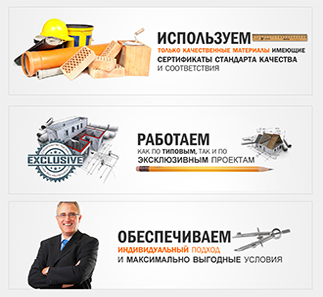 ИСПОЛЬЗУЕМ
ТОЛЬКО КАЧЕСТВЕННЫЕ МАТЕРИАЛЫ ИМЕЮЩИЕ
СЕРТИФИКАТЫ СТАНДАРТА КАЧЕСТВА
И СООТВЕТСТВИЯ
РАБОТАЕМ
КАК ПО ТИПОВЫМ, ТАК И ПО
ЭКСКЛЮЗИВНЫМ ПРОЕКТАМ
EXCLUSIVE
ОБЕСПЕЧИВАЕМ
ИНДИВИДУАЛЬНЫЙ ПОДХОД
И МАКСИМАЛЬНО ВЫГОДНЫЕ УСЛОВИЯ